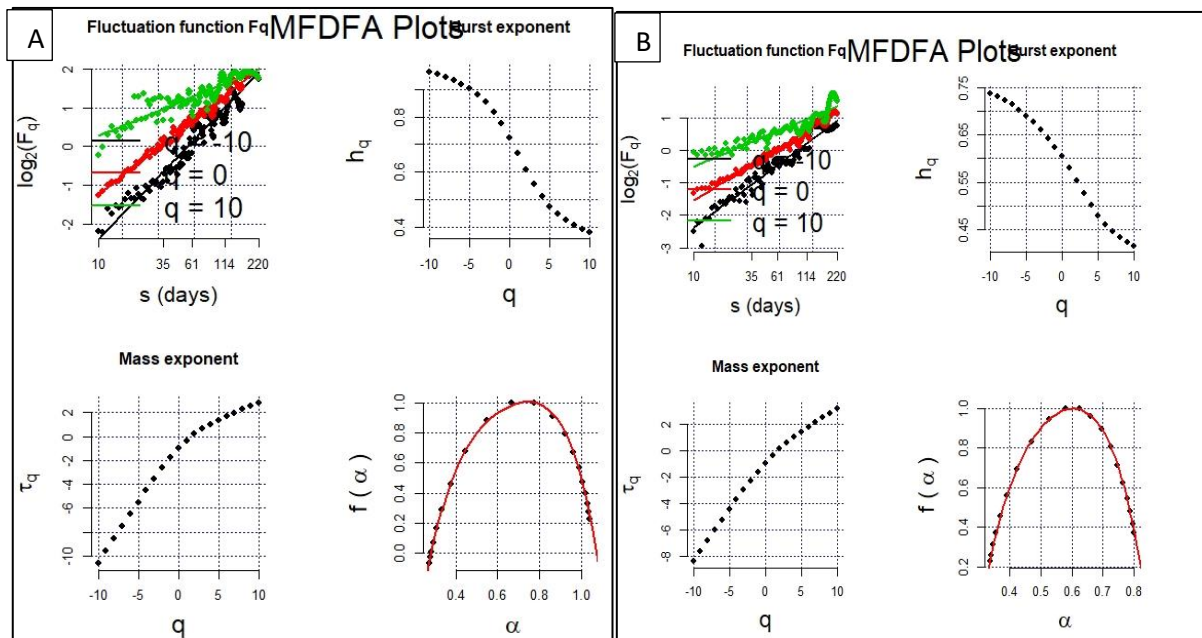 A
Fluctuation function Fq
MFDFA Plots
Hurst exponent
log2(Fq)
2
1
0
-1
-2
q = -10
q = 0
q = 10
10 35 61 114 220
s (days)
hq
0.8
0.6
0.4
-10 -5 0 5 10
q
Mass exponent
τq
2
0
-2
-4
-6
-10
-10 -5 0 5 10
q
f ( α )
1.0
0.8
0.6
0.4
0.2
0.0
0.4 0.6 0.8 1.0
α
B
Fluctuation function Fq
MFDFA Plots
Hurst exponent
log2(Fq)
1
0
-1
-2
-3
q = -10
q = 0
q = 10
10 35 61 114 220
s (days)
hq
0.75
0.65
0.55
0.45
-10 -5 0 5 10
q
Mass exponent
τq
2
0
-2
-4
-6
-8
-10 -5 0 5 10
q
f ( α )
1.0
0.8
0.6
0.4
0.2
0.4 0.5 0.6 0.7 0.8
α